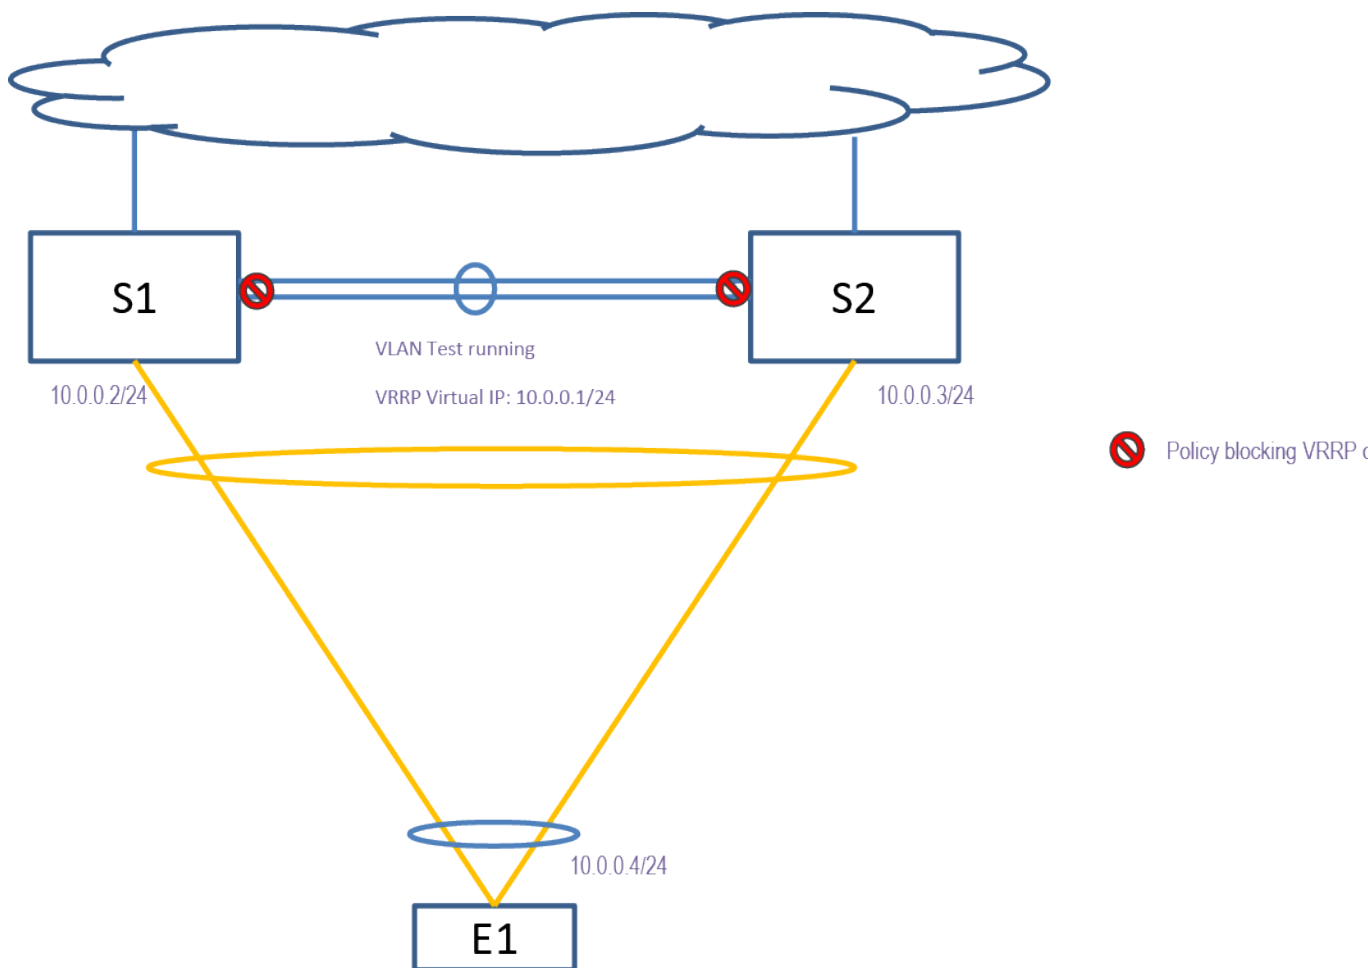 S1
S2
VLAN Test running
10.0.0.2/24
VRRP Virtual IP: 10.0.0.1/24
10.0.0.3/24
Policy blocking VRRP
10.0.0.4/24
E1